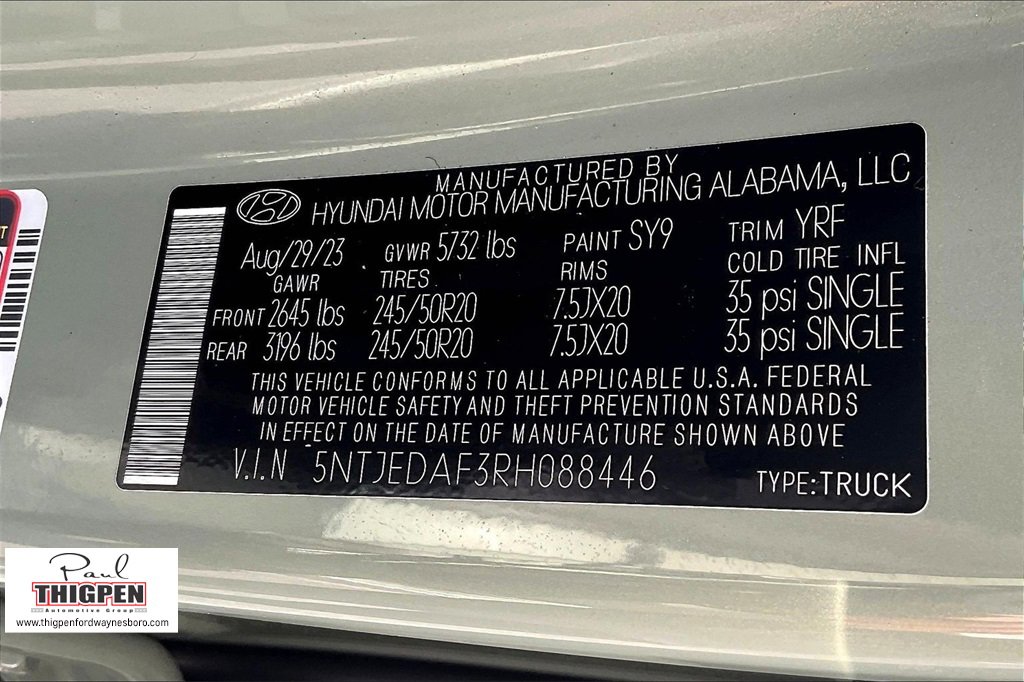 MANUFACTURED BY
HYUNDAI MOTOR MANUFACTURING ALABAMA, LLC
Aug/29/23 GVWR 5732 lbs PAINT SY9 TRIM YRF
GAWR TIRES RIMS COLD TIRE INFL
FRONT 2645 lbs 245/50R20 7.5JX20 35 psi SINGLE
REAR 3196 lbs 245/50R20 7.5JX20 35 psi SINGLE
THIS VEHICLE CONFORMS TO ALL APPLICABLE U.S.A. FEDERAL
MOTOR VEHICLE SAFETY AND THEFT PREVENTION STANDARDS
IN EFFECT ON THE DATE OF MANUFACTURE SHOWN ABOVE
V.I.N 5NTJEDAF3RH088446 TYPE:TRUCK
Paul
THIGPEN
Automotive Group
www.thigpenfordwaynesboro.com